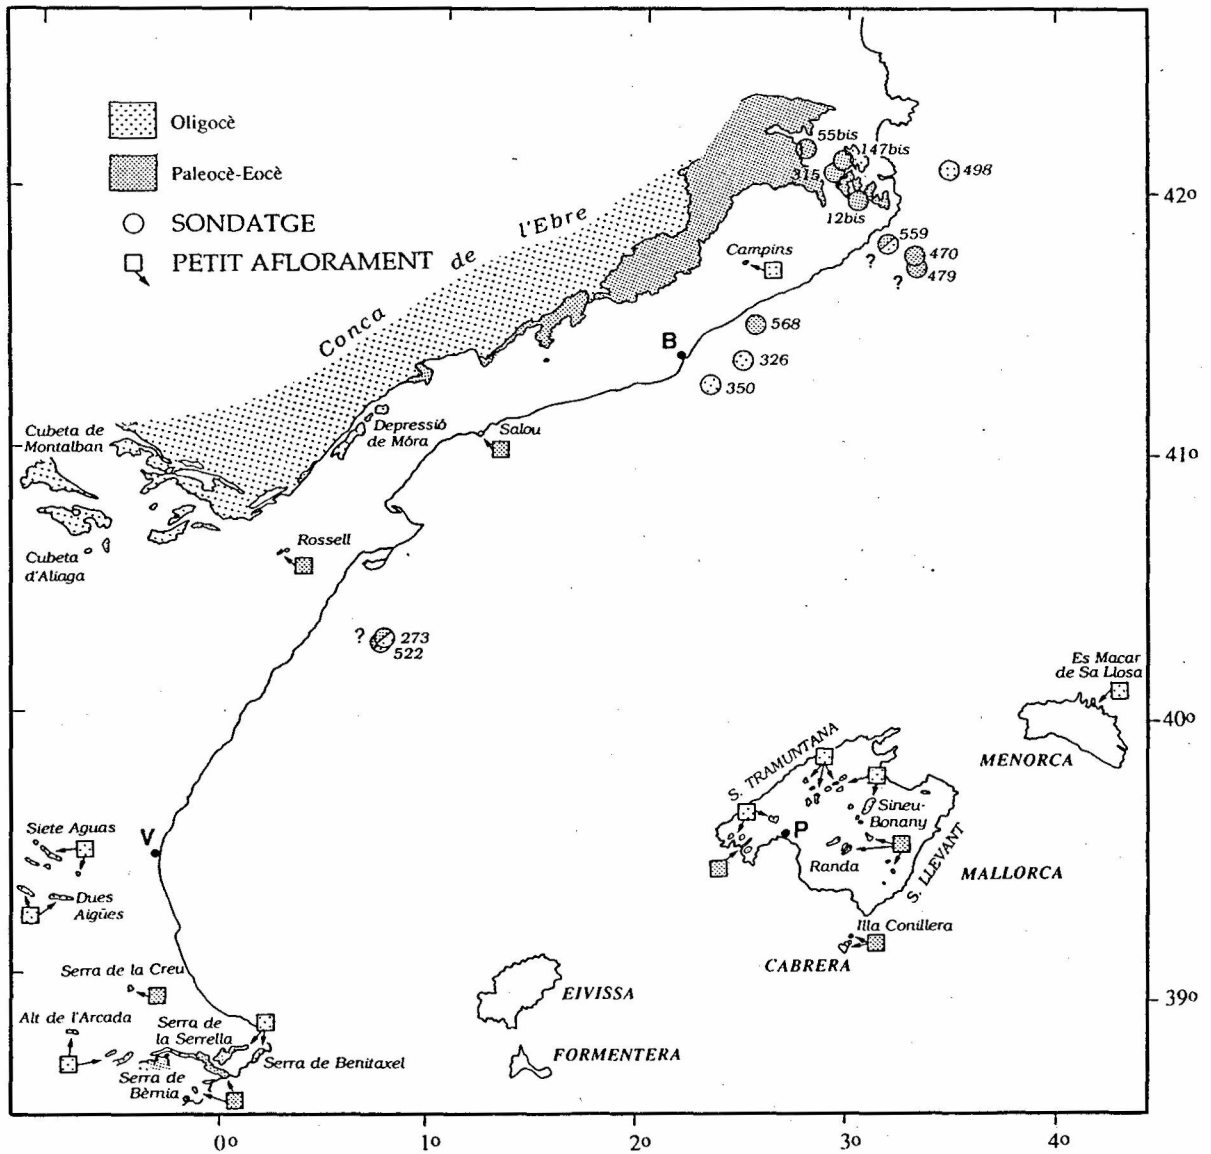 Oligocè
Paleocè-Eocè
SONDATGE
PETIT AFLORAMENT
Conca de l'Ebre
55bis
147bis
315
498
12bis
42º
559
?
470
?
479
Campins
568
B
326
350
Cubeta de
Montalban
Depressió
de Móra
Salou
41º
Rossell
Cubeta
d'Aliaga
?
273
522
Es Macar
de Sa Llosa
40º
MENORCA
S. TRAMUNTANA
Sineu-
Bonany
P
Randa
S. LLEVANT
MALLORCA
Siete Aguas
V
Dues
Aigües
Illa Conillera
CABRERA
Serra de la Creu
EIVISSA
39º
Alt de l'Arcada
Serra de
la Serrella
FORMENTERA
Serra de Benitaxel
Serra de
Bèrnia
0º
1º
2º
3º
4º